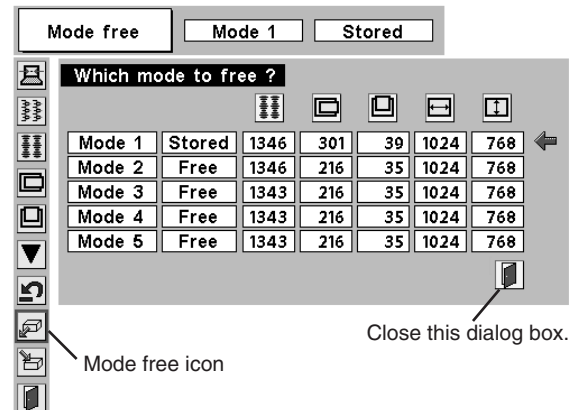 Mode free Mode 1 Stored
Which mode to free ?
Mode 1 Stored 1346 301 39 1024 768
Mode 2 Free 1346 216 35 1024 768
Mode 3 Free 1343 216 35 1024 768
Mode 4 Free 1343 216 35 1024 768
Mode 5 Free 1343 216 35 1024 768
Close this dialog box.
Mode free icon